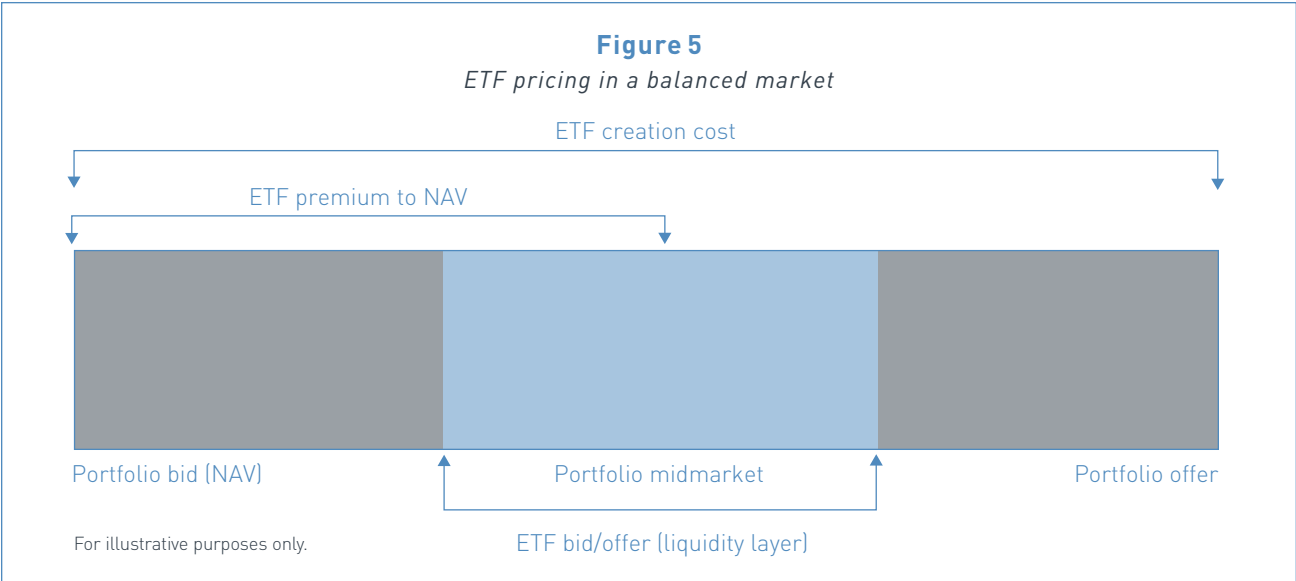 Figure 5
ETF pricing in a balanced market
ETF creation cost
ETF premium to NAV
Portfolio bid (NAV)
Portfolio midmarket
Portfolio offer
ETF bid/offer (liquidity layer)
For illustrative purposes only.